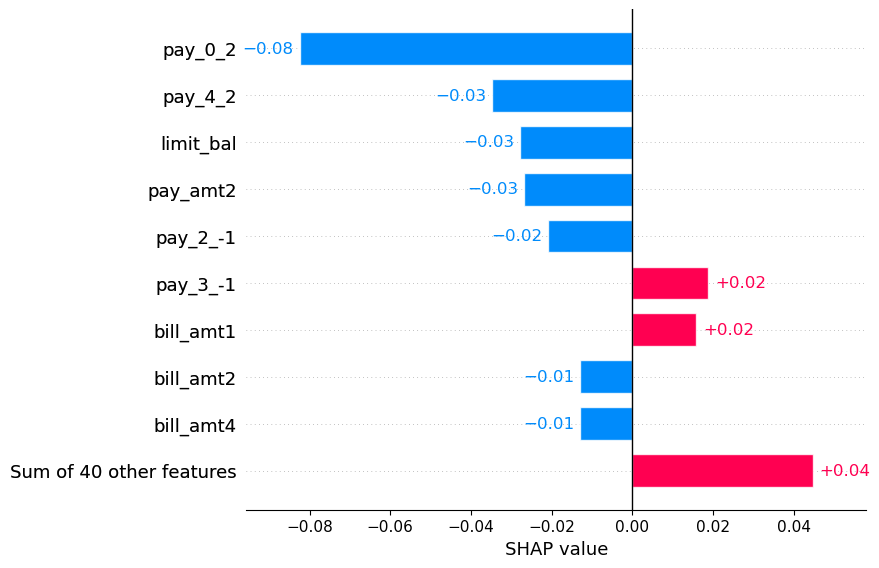 pay_0_2 −0.08
pay_4_2 −0.03
limit_bal −0.03
pay_amt2 −0.03
pay_2_-1 −0.02
pay_3_-1 +0.02
bill_amt1 +0.02
bill_amt2 −0.01
bill_amt4 −0.01
Sum of 40 other features +0.04
−0.08 −0.06 −0.04 −0.02 0.00 0.02 0.04
SHAP value